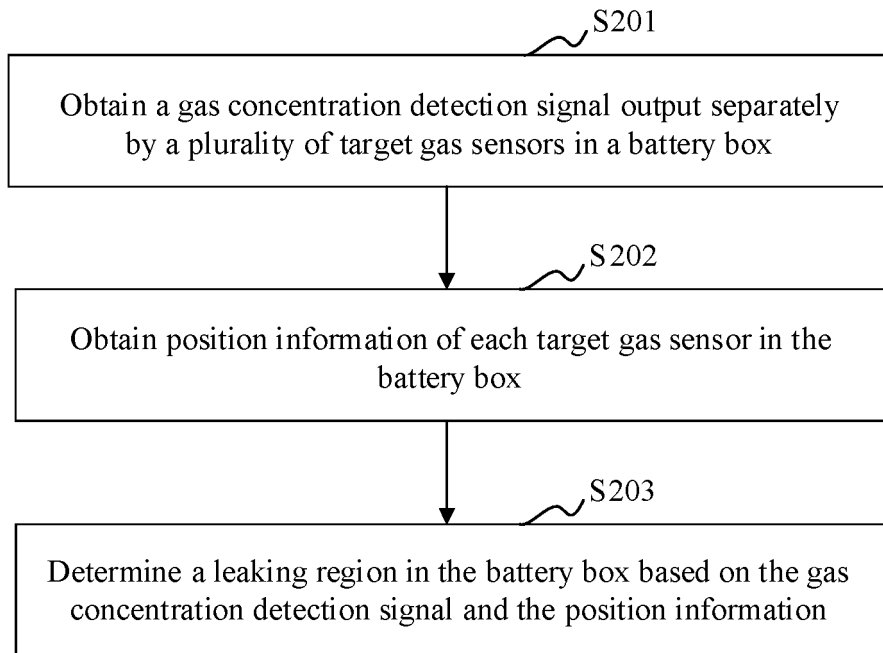 S201
Obtain a gas concentration detection signal output separately
by a plurality of target gas sensors in a battery box
S202
Obtain position information of each target gas sensor in the
battery box
S203
Determine a leaking region in the battery box based on the gas
concentration detection signal and the position information